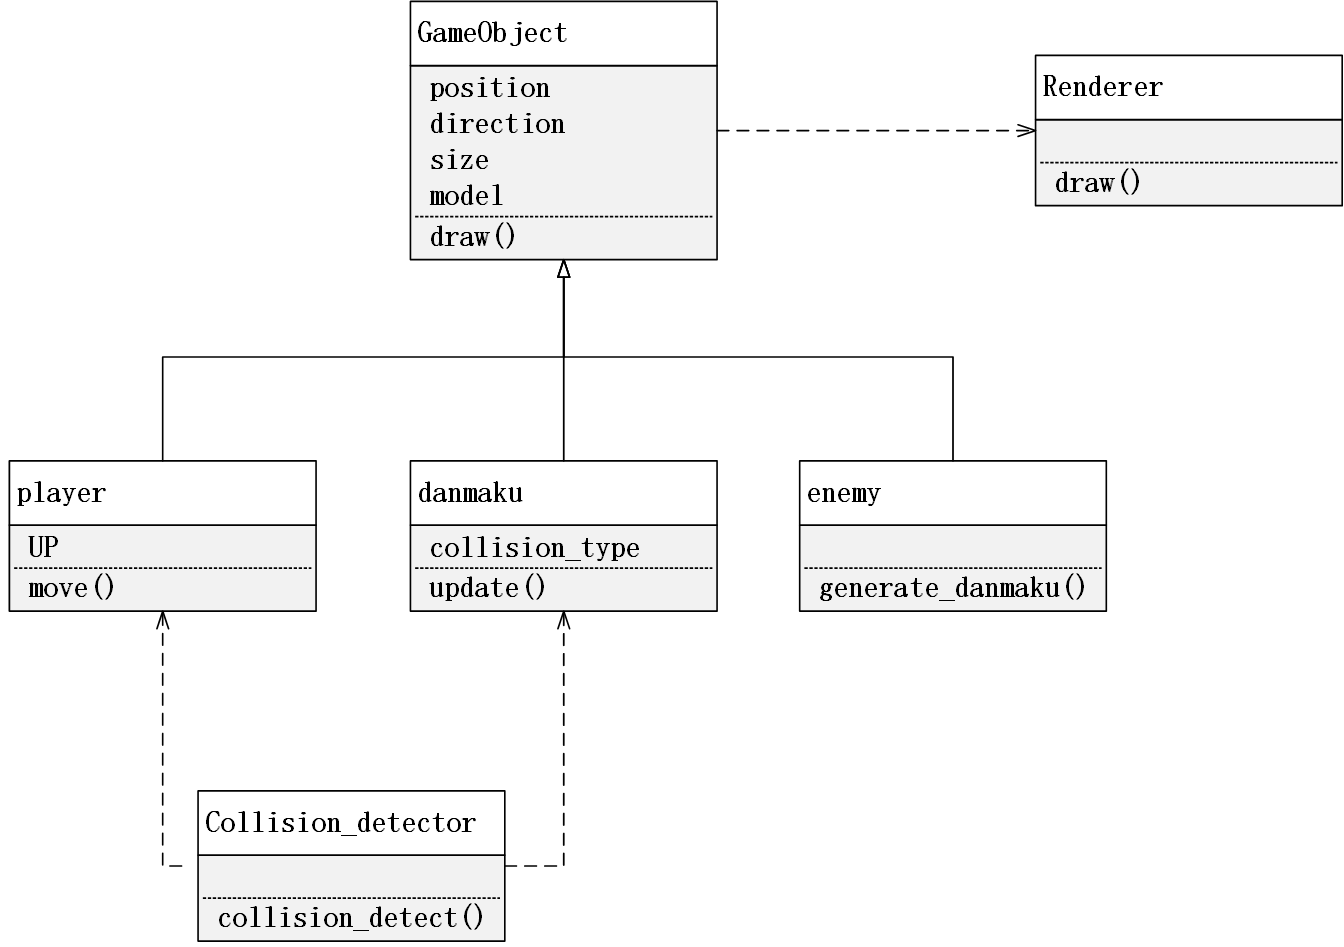 GameObject
position
direction
size
model
draw()
Renderer
draw()
player
UP
move()
danmaku
collision_type
update()
enemy
generate_danmaku()
Collision_detector
collision_detect()